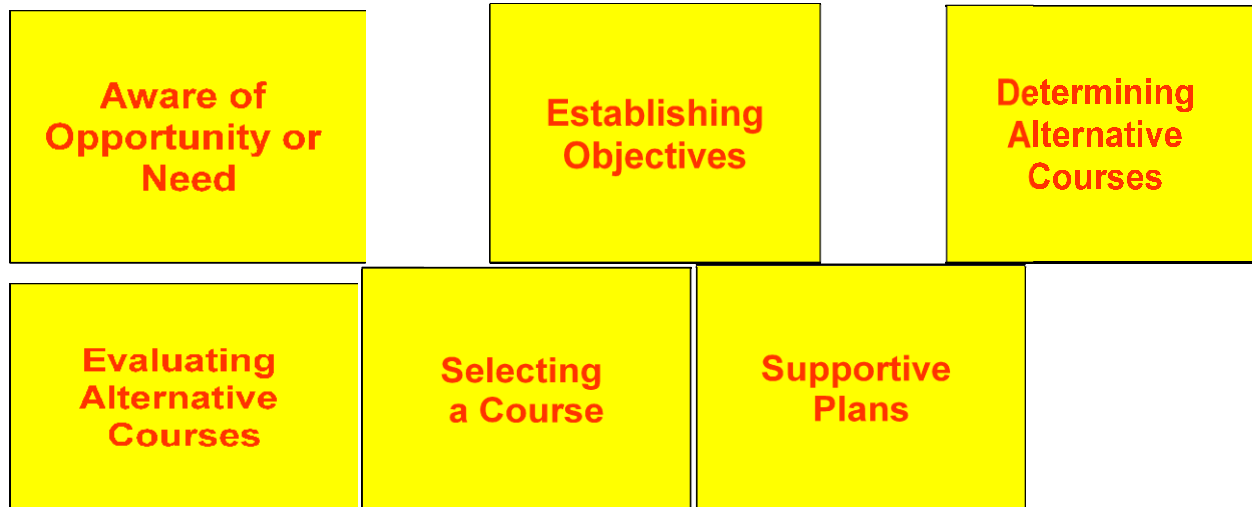 Aware of
Opportunity or
Need
Establishing
Objectives
Determining
Alternative
Courses
Evaluating
Alternative
Courses
Selecting
a Course
Supportive
Plans